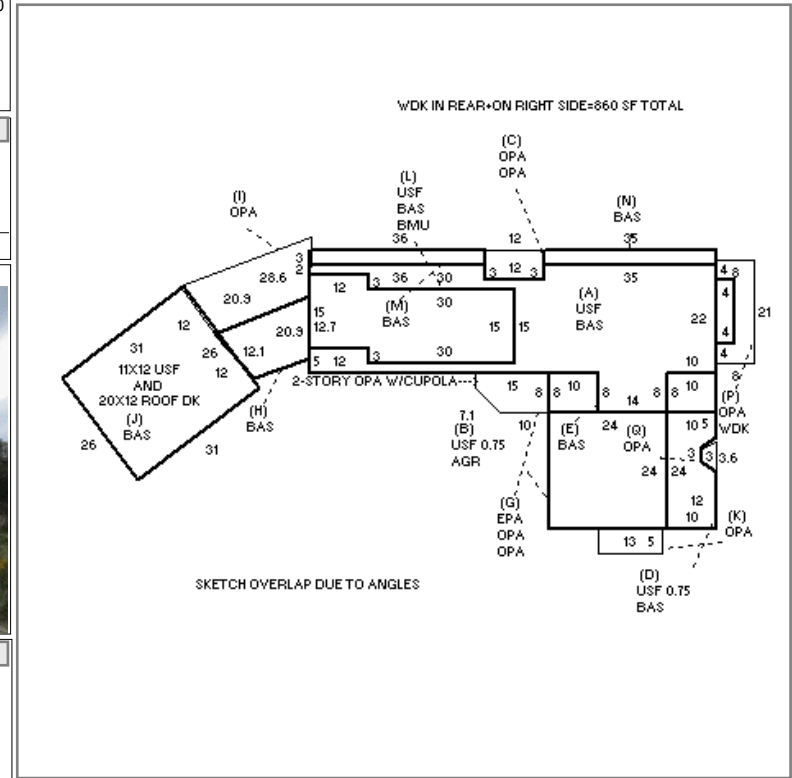 WDK IN REAR+ON RIGHT SIDE=860 SF TOTAL
(C)
OPA
OPA
(L)
USF
BAS
BMU
(I)
OPA
(N)
BAS
36
12
35
3
2
28.6
20.9
12
3
36
30
3
12
3
35
4
8
4
21
(A)
USF
BAS
30
(M)
BAS
15
12.7
15
15
22
4
4
12
31
26
20.9
12.1
12
11X12 USF
AND
20X12 ROOF DK
(J)
BAS
26
31
(H)
BAS
5
12
3
30
10
8
2-STORY OPA W/CUPOLA
15
8
8
10
8
14
8
8
10
(P)
OPA
WDK
7.1
(B)
USF 0.75
AGR
10
(E)
BAS
24
(Q)
OPA
10
5
3
3
3.6
24
24
12
10
(G)
EPA
OPA
OPA
(K)
OPA
13
5
(D)
USF 0.75
BAS
SKETCH OVERLAP DUE TO ANGLES